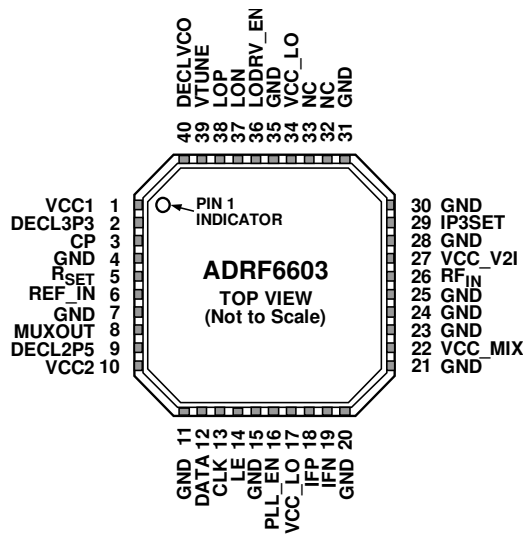 40 DECLVCO
39 VTUNE
38 LOP
37 LON
36 LODRV_EN
35 GND
34 VCC_LO
33 NC
32 NC
31 GND
VCC1 1
DECL3P3 2
CP 3
GND 4
RSET 5
REF_IN 6
GND 7
MUXOUT 8
DECL2P5 9
VCC2 10
PIN 1
INDICATOR
ADRF6603
TOP VIEW
(Not to Scale)
30 GND
29 IP3SET
28 GND
27 VCC_V2I
26 RFIN
25 GND
24 GND
23 GND
22 VCC_MIX
21 GND
GND 11
DATA 12
CLK 13
LE 14
GND 15
PLL_EN 16
VCC_LO 17
IFP 18
IFN 19
GND 20